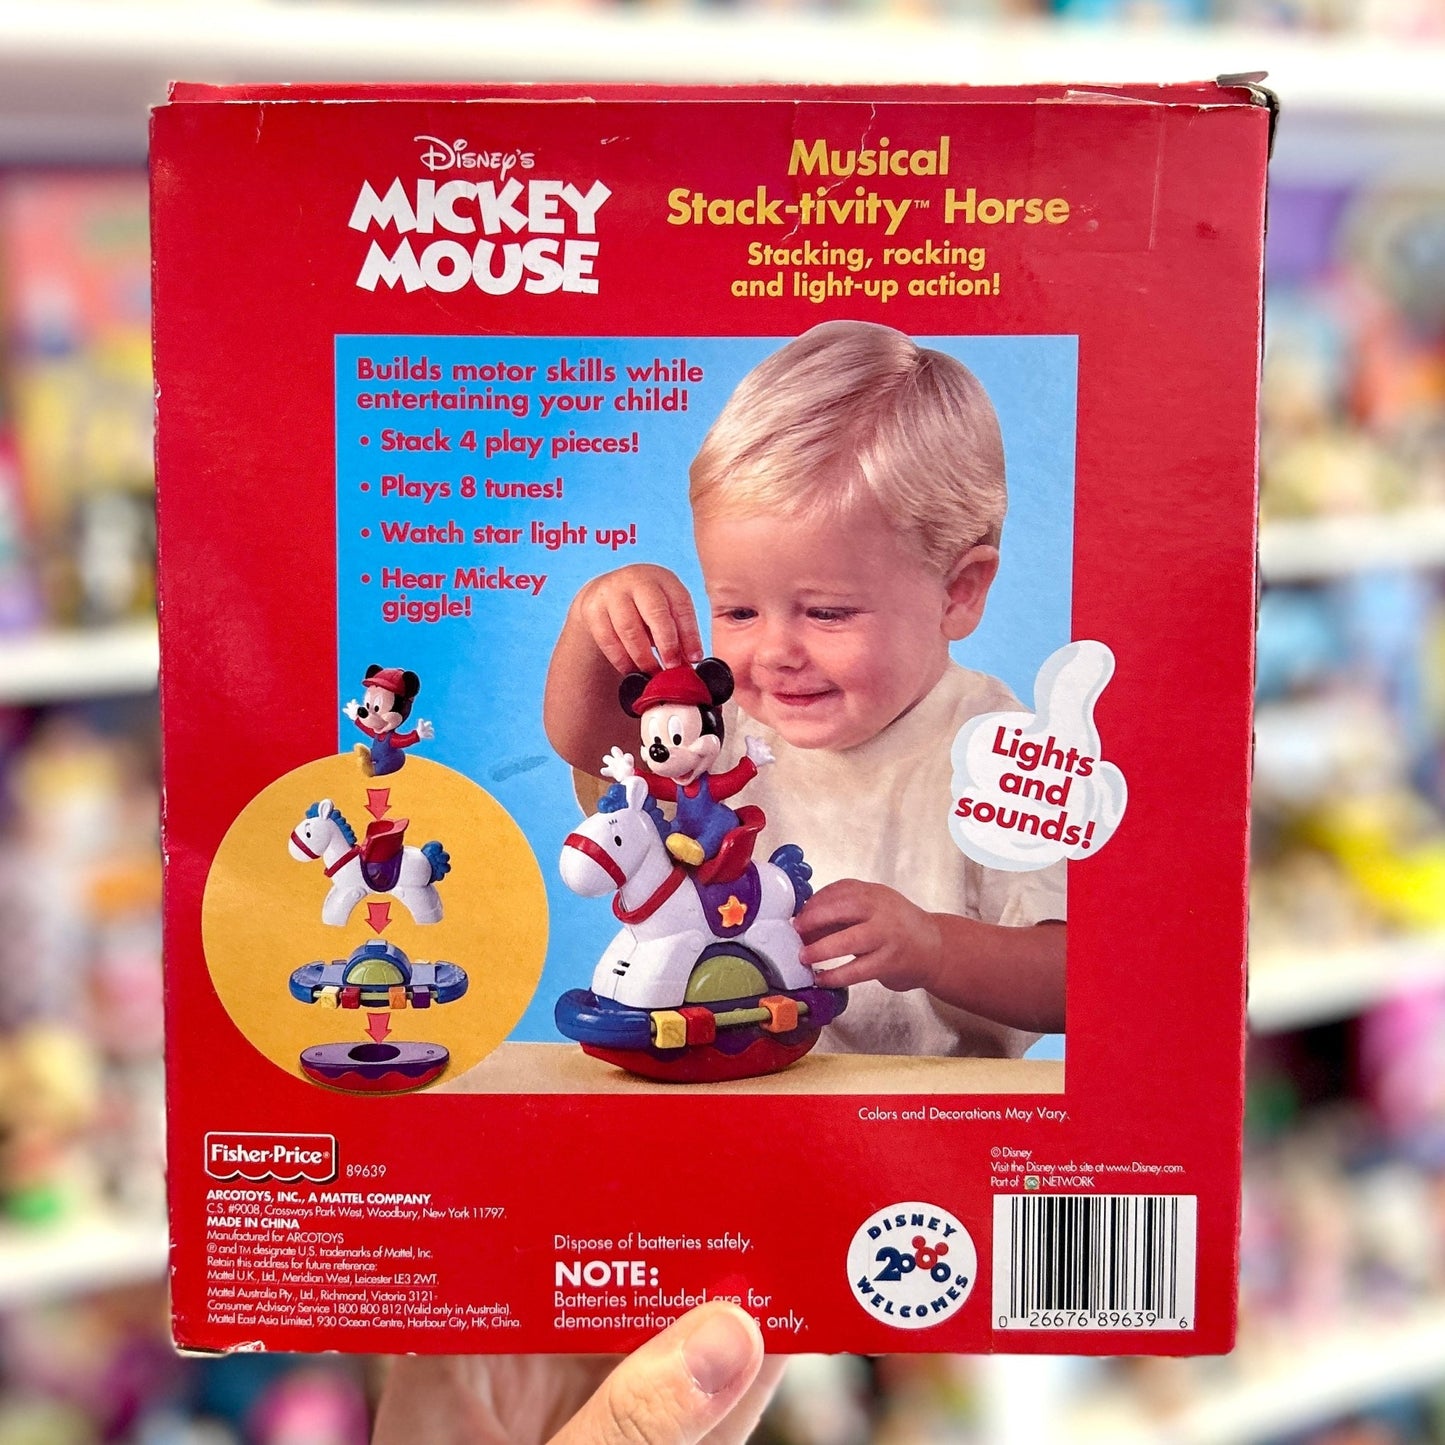 DISNEY'S
MICKEY
MOUSE
Musical
Stack-tivity™ Horse
Stacking, rocking
and light-up action!
Builds motor skills while
entertaining your child!
• Stack 4 play pieces!
• Plays 8 tunes!
• Watch star light up!
• Hear Mickey
giggle!
Lights
and
sounds!
Colors and Decorations May Vary.
Fisher-Price®
89639
ARCOTOYS, INC., A MATTEL COMPANY,
C.S. #9008, Crossways Park West, Woodbury, New York 11797.
MADE IN CHINA
Manufactured for ARCOTOYS
® and TM designate U.S. trademarks of Mattel, Inc.
Retain this address for future reference:
Mattel U.K., Ltd., Meridian West, Leicester LE3 2WT.
Mattel Australia Pty., Ltd., Richmond, Victoria 3121-
Consumer Advisory Service 1800 800 812 (Valid only in Australia).
Mattel East Asia Limited, 930 Ocean Centre, Harbour City, HK, China.
Dispose of batteries safely.
NOTE:
Batteries included are for
demonstration only.
DISNEY
2000
WELCOMES
© Disney
Visit the Disney web site at www.Disney.com.
Part of GO NETWORK
0 26676 89639 6